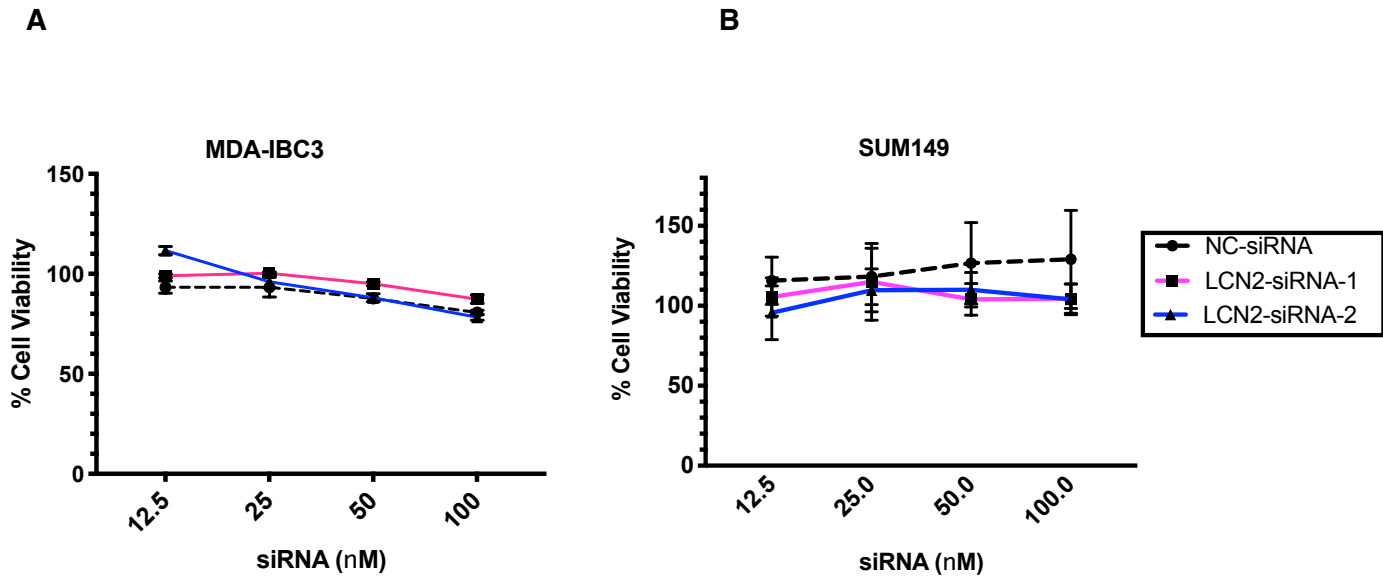 A
B
MDA-IBC3
SUM149
% Cell Viability
150
100
50
0
12.5
25
50
100
siRNA (nM)
% Cell Viability
150
100
50
0
12.5
25.0
50.0
100.0
siRNA (nM)
NC-siRNA
LCN2-siRNA-1
LCN2-siRNA-2